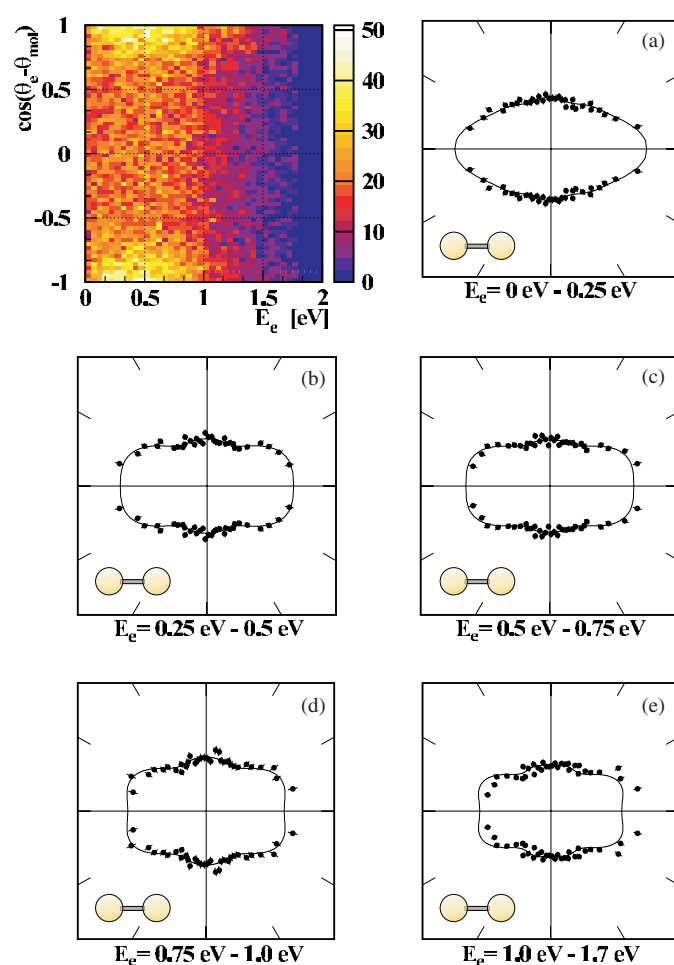 cos(θe-θmol)
1
0.5
0
-0.5
-1
0 0.5 1 1.5 2
Ee [eV]
50
40
30
20
10
0
(a)
Ee= 0 eV - 0.25 eV
(b)
Ee= 0.25 eV - 0.5 eV
(c)
Ee= 0.5 eV - 0.75 eV
(d)
Ee= 0.75 eV - 1.0 eV
(e)
Ee= 1.0 eV - 1.7 eV